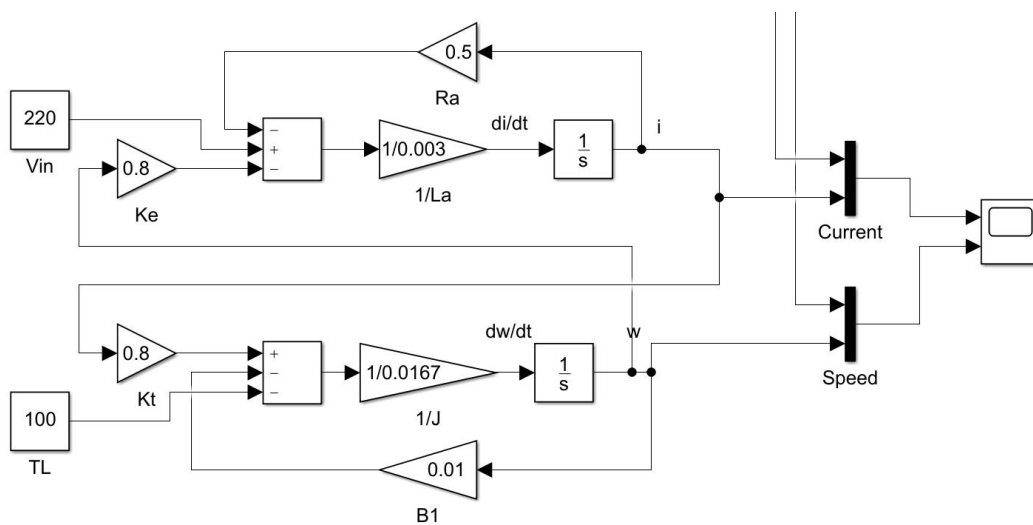 0.5
Ra
220
Vin
−
+
−
0.8
Ke
1/0.003
1/La
di/dt
1
s
i
Current
0.8
Kt
+
−
−
100
TL
1/0.0167
1/J
dw/dt
1
s
w
Speed
0.01
B1